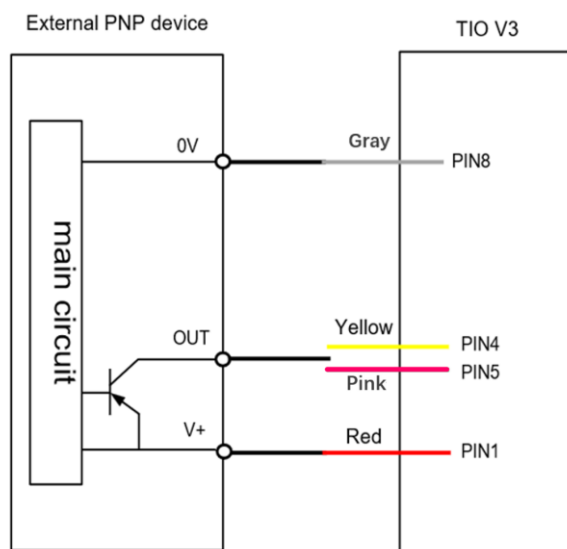 External PNP device
TIO V3
0V
Gray
PIN8
main circuit
OUT
Yellow
PIN4
Pink
PIN5
V+
Red
PIN1